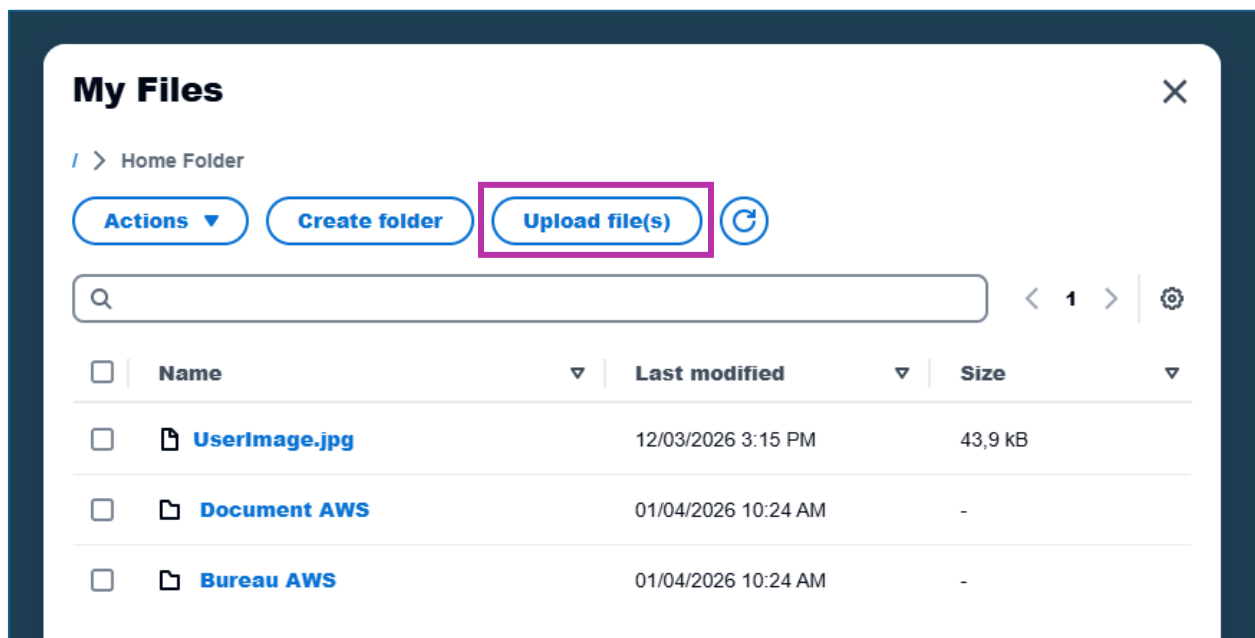 My Files
/ > Home Folder
Actions Create folder Upload file(s)
1
Name Last modified Size
UserImage.jpg 12/03/2026 3:15 PM 43,9 kB
Document AWS 01/04/2026 10:24 AM -
Bureau AWS 01/04/2026 10:24 AM -